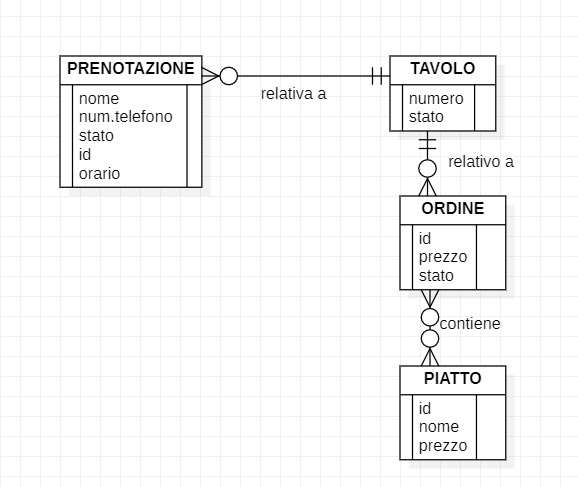 PRENOTAZIONE
nome
num.telefono
stato
id
orario
relativa a
TAVOLO
numero
stato
relativo a
ORDINE
id
prezzo
stato
contiene
PIATTO
id
nome
prezzo